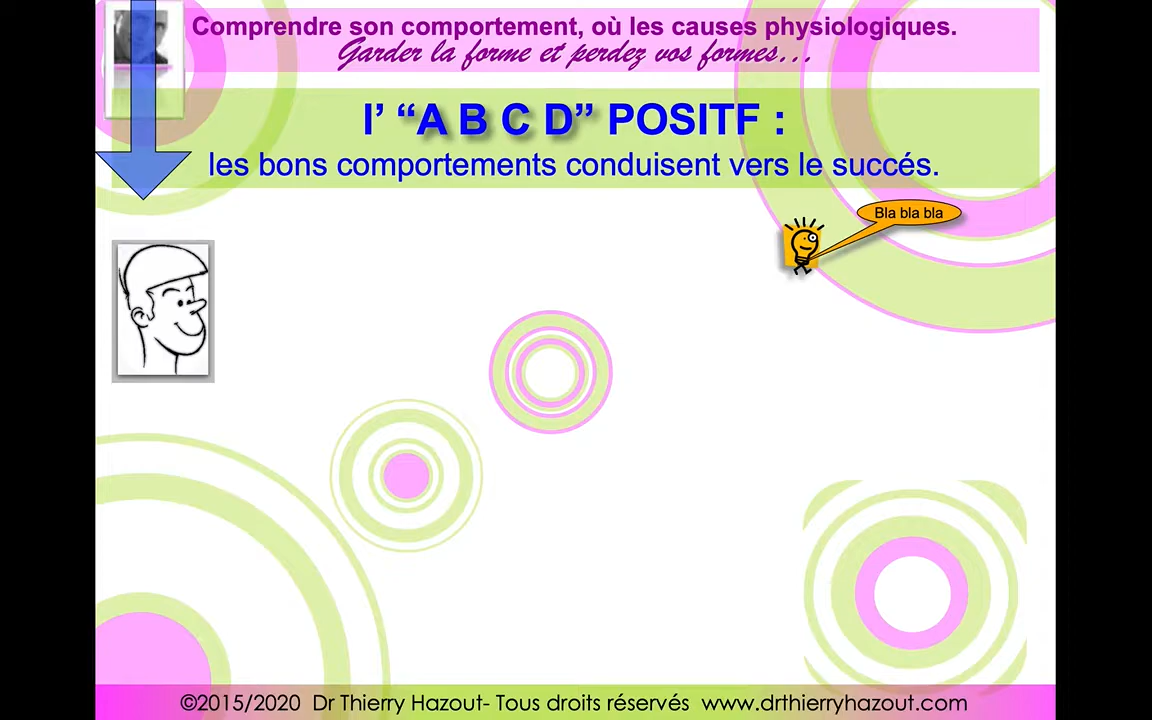 Comprendre son comportement, où les causes physiologiques.
Garder la forme et perdez vos formes...
l’ “A B C D” POSITF :
les bons comportements conduisent vers le succés.
Bla bla bla
©2015/2020 Dr Thierry Hazout- Tous droits réservés www.drthierryhazout.com